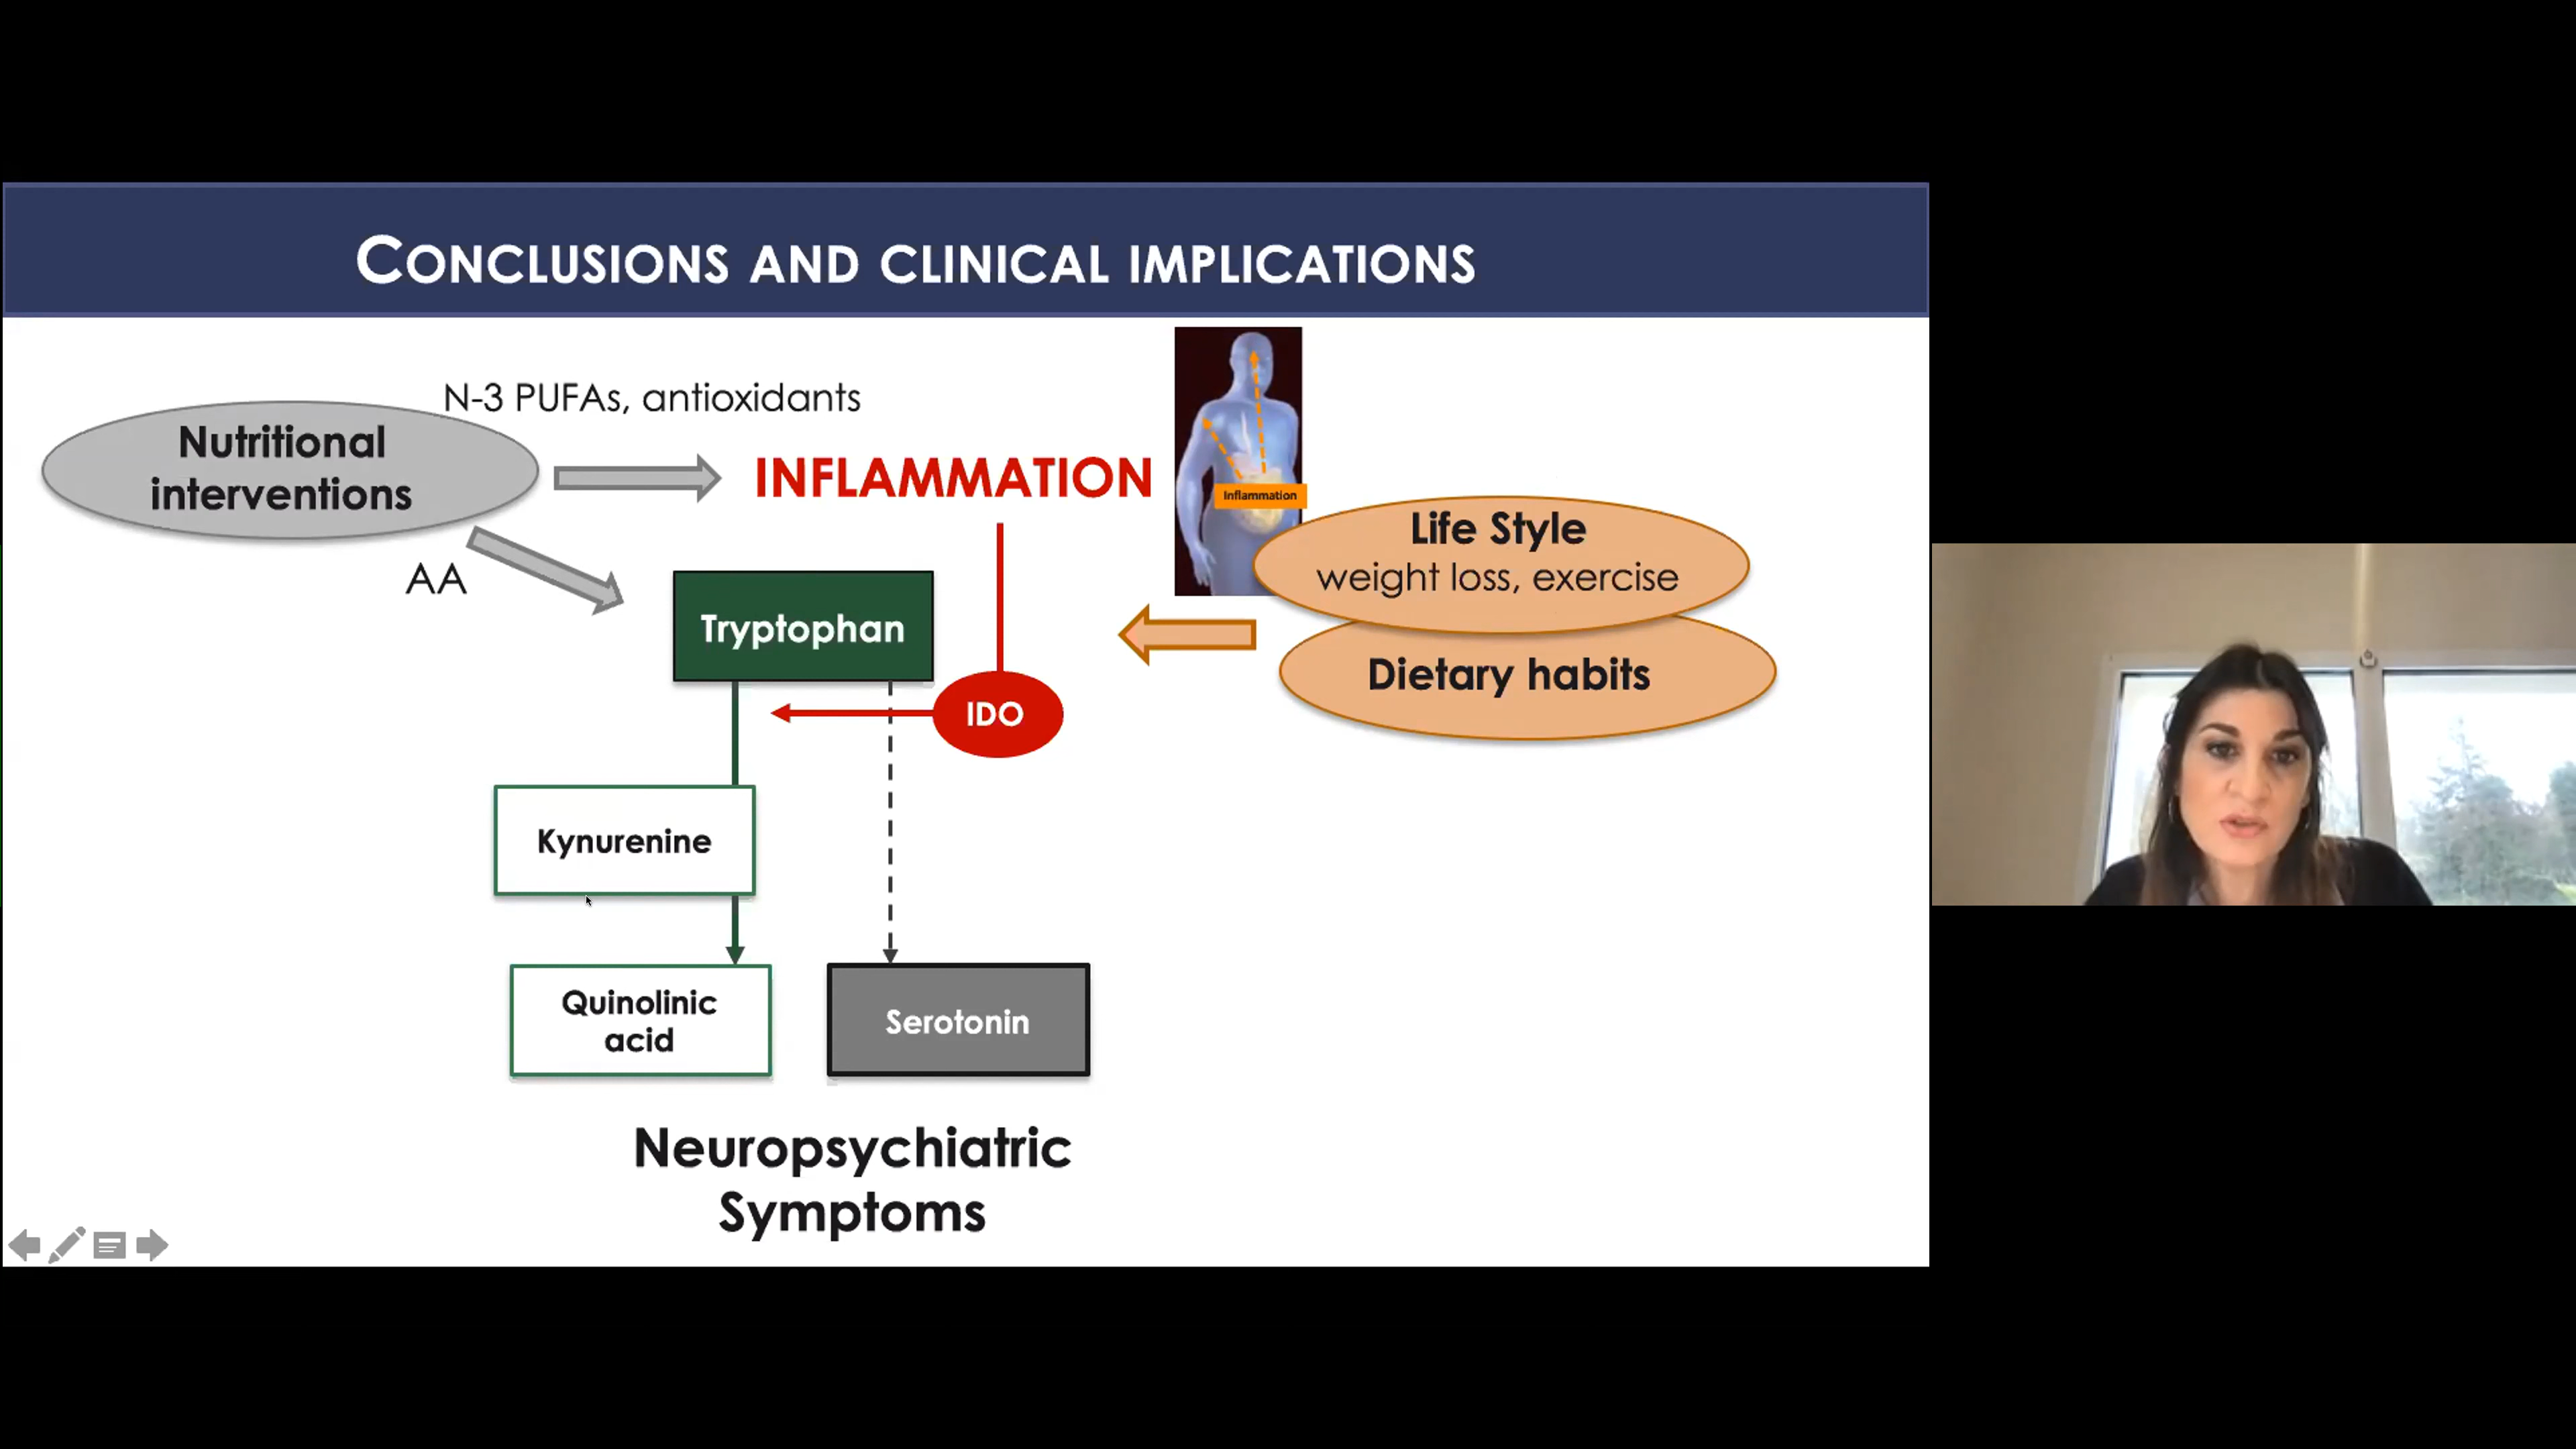 CONCLUSIONS AND CLINICAL IMPLICATIONS
N-3 PUFAs, antioxidants
Nutritional
interventions
INFLAMMATION
Inflammation
AA
Life Style
weight loss, exercise
Dietary habits
Tryptophan
IDO
Kynurenine
Quinolinic
acid
Serotonin
Neuropsychiatric
Symptoms